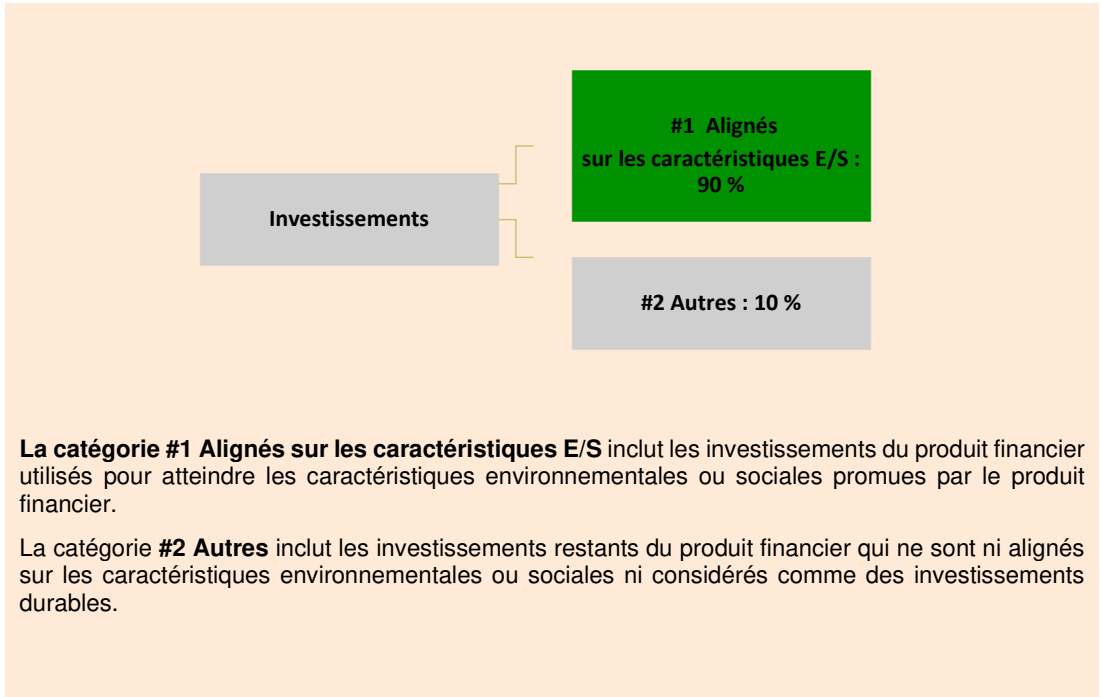 #1 Alignés
sur les caractéristiques E/S :
90 %
Investissements
#2 Autres : 10 %
La catégorie #1 Alignés sur les caractéristiques E/S inclut les investissements du produit financier
utilisés pour atteindre les caractéristiques environnementales ou sociales promues par le produit
financier.
La catégorie #2 Autres inclut les investissements restants du produit financier qui ne sont ni alignés
sur les caractéristiques environnementales ou sociales ni considérés comme des investissements
durables.